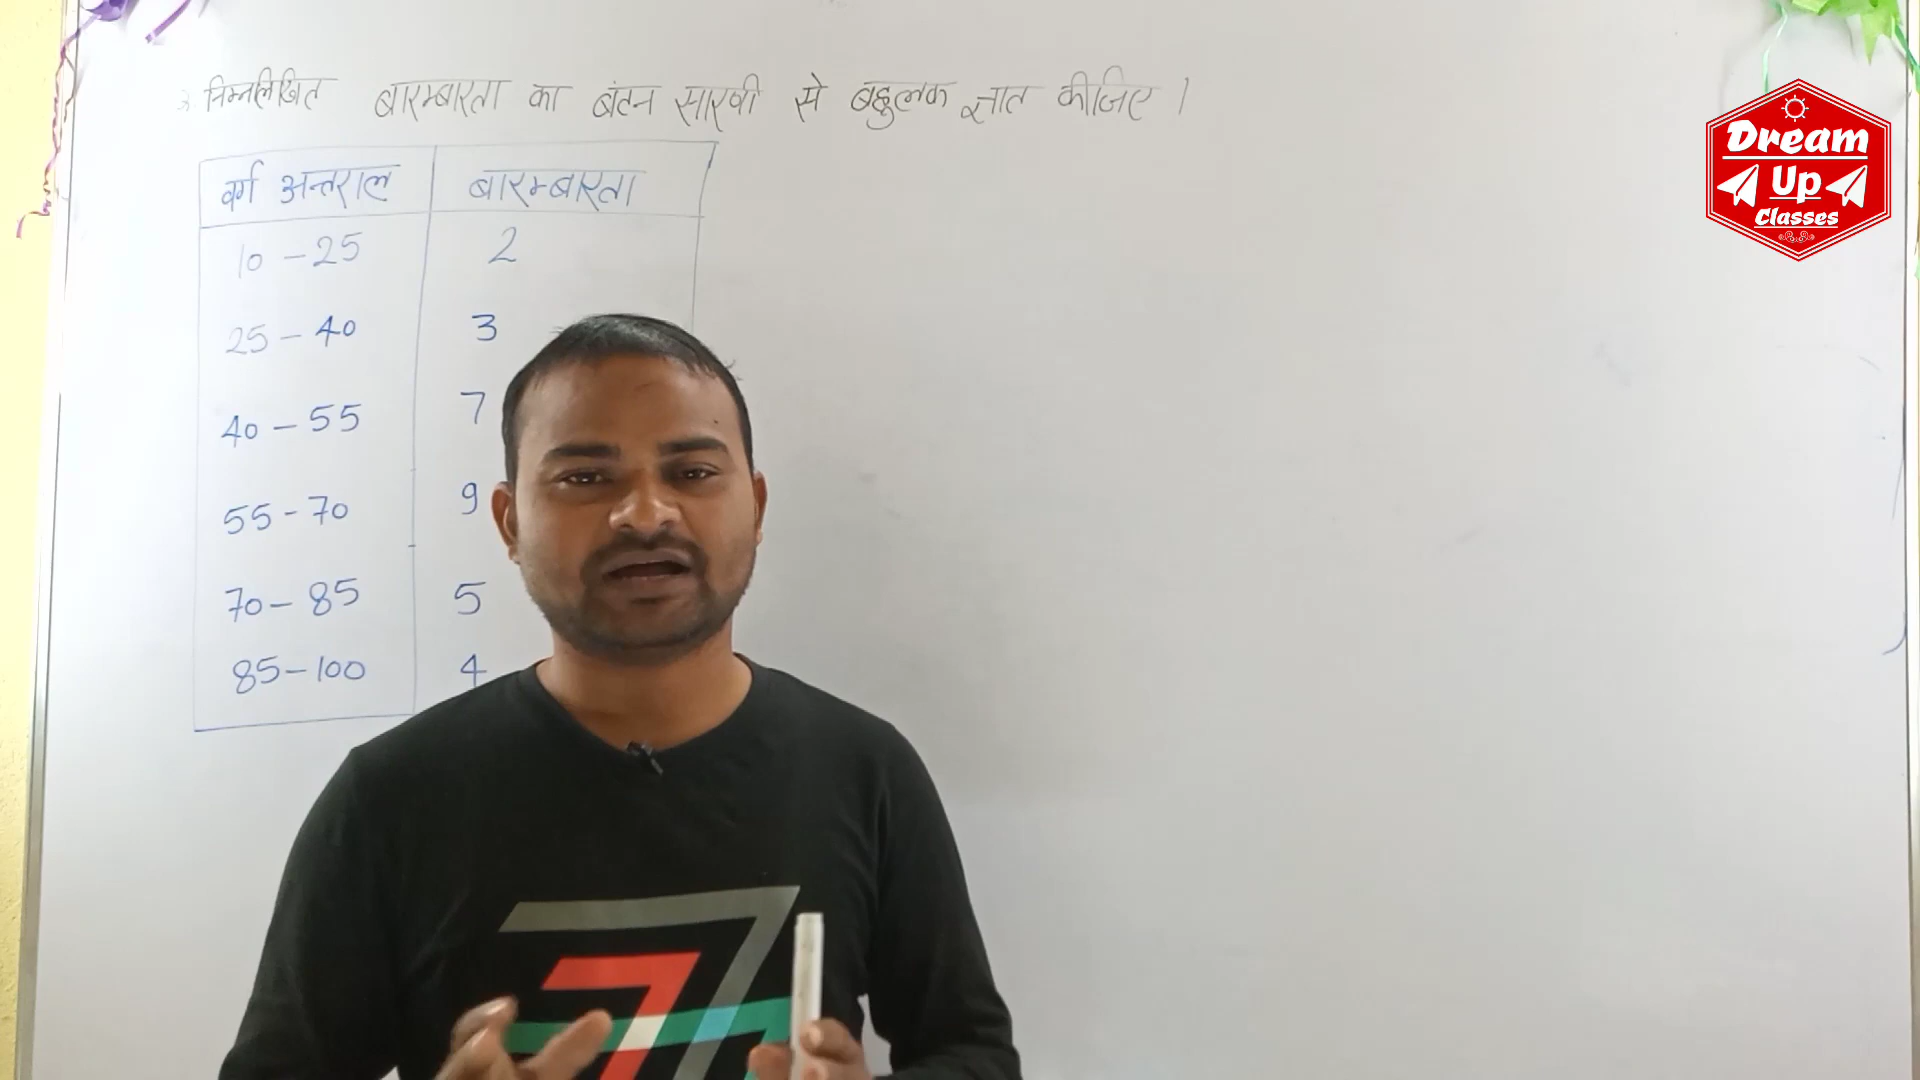 निम्नलिखित बारम्बारता का बंटन सारणी से बहुलक ज्ञात कीजिए ।
वर्ग अन्तराल बारम्बारता
10 - 25 2
25 - 40 3
40 - 55 7
55 - 70 9
70 - 85 5
85 - 100 4
Dream
Up
Classes